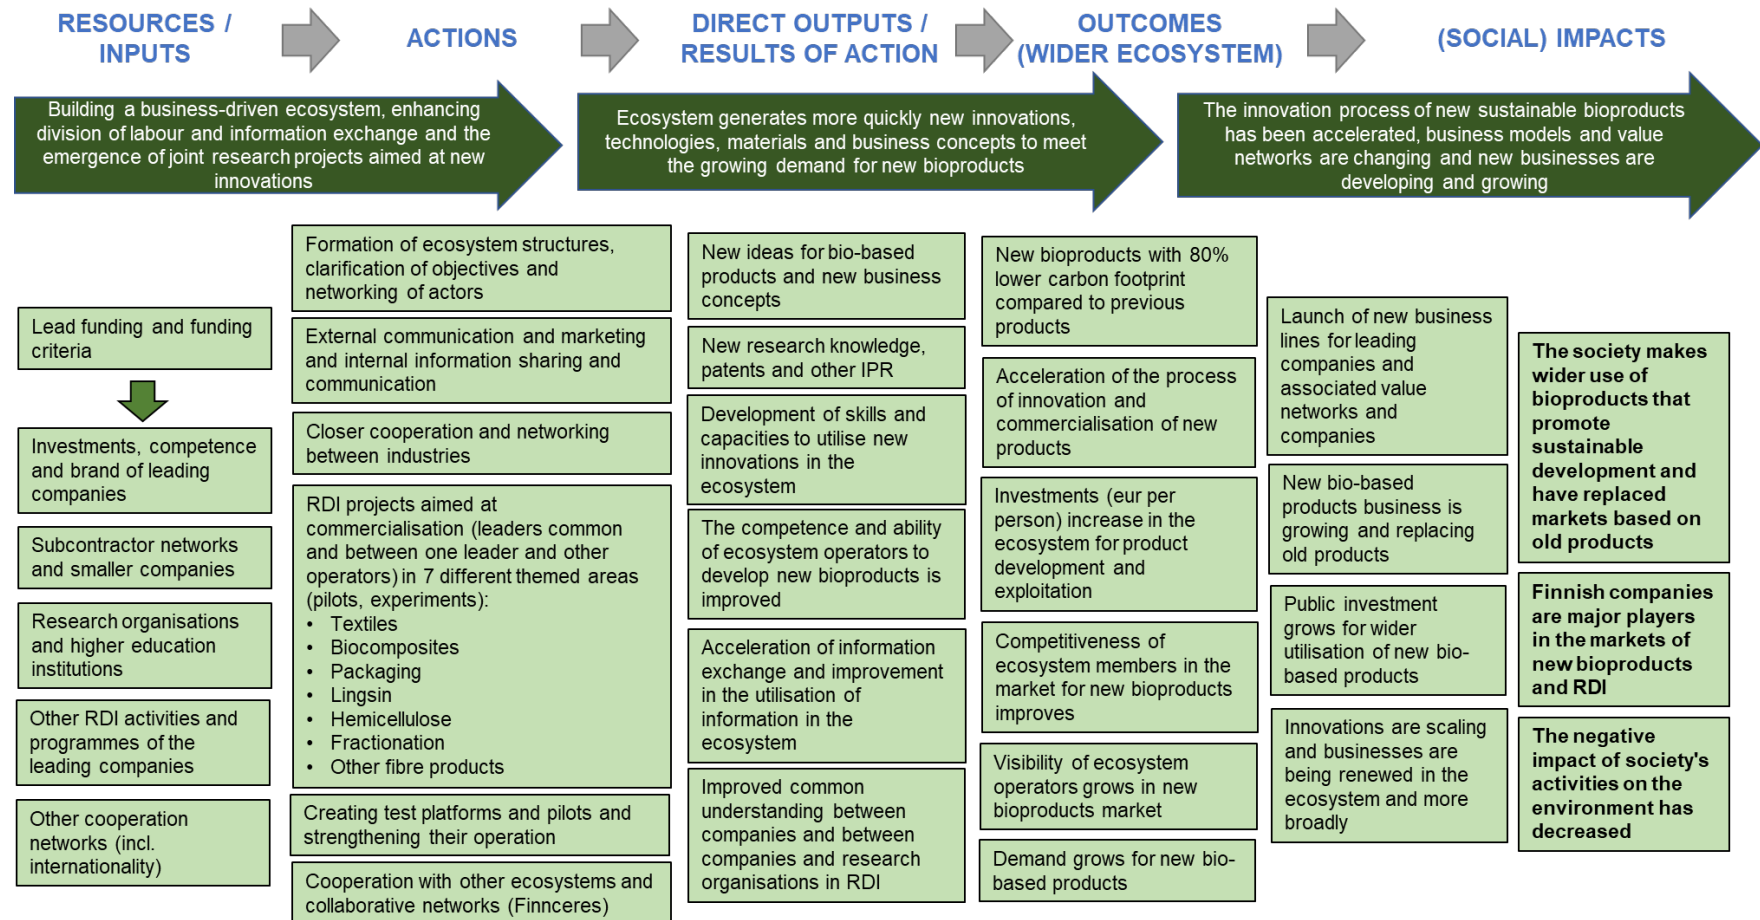 RESOURCES /
INPUTS
ACTIONS
DIRECT OUTPUTS /
RESULTS OF ACTION
OUTCOMES
(WIDER ECOSYSTEM)
(SOCIAL) IMPACTS
Building a business-driven ecosystem, enhancing
division of labour and information exchange and the
emergence of joint research projects aimed at new
innovations
Ecosystem generates more quickly new innovations,
technologies, materials and business concepts to meet
the growing demand for new bioproducts
The innovation process of new sustainable bioproducts
has been accelerated, business models and value
networks are changing and new businesses are
developing and growing
Lead funding and funding
criteria
Investments, competence
and brand of leading
companies
Subcontractor networks
and smaller companies
Research organisations
and higher education
institutions
Other RDI activities and
programmes of the
leading companies
Other cooperation
networks (incl.
internationality)
Formation of ecosystem structures,
clarification of objectives and
networking of actors
External communication and marketing
and internal information sharing and
communication
Closer cooperation and networking
between industries
RDI projects aimed at
commercialisation (leaders common
and between one leader and other
operators) in 7 different themed areas
(pilots, experiments):
• Textiles
• Biocomposites
• Packaging
• Lingsin
• Hemicellulose
• Fractionation
• Other fibre products
Creating test platforms and pilots and
strengthening their operation
Cooperation with other ecosystems and
collaborative networks (Finnceres)
New ideas for bio-based
products and new business
concepts
New research knowledge,
patents and other IPR
Development of skills and
capacities to utilise new
innovations in the
ecosystem
The competence and ability
of ecosystem operators to
develop new bioproducts is
improved
Acceleration of information
exchange and improvement
in the utilisation of
information in the
ecosystem
Improved common
understanding between
companies and between
companies and research
organisations in RDI
New bioproducts with 80%
lower carbon footprint
compared to previous
products
Acceleration of the process
of innovation and
commercialisation of new
products
Investments (eur per
person) increase in the
ecosystem for product
development and
exploitation
Competitiveness of
ecosystem members in the
market for new bioproducts
improves
Visibility of ecosystem
operators grows in new
bioproducts market
Demand grows for new bio-
based products
Launch of new business
lines for leading
companies and
associated value
networks and
companies
New bio-based
products business is
growing and replacing
old products
Public investment
grows for wider
utilisation of new bio-
based products
Innovations are scaling
and businesses are
being renewed in the
ecosystem and more
broadly
The society makes
wider use of
bioproducts that
promote
sustainable
development and
have replaced
markets based on
old products
Finnish companies
are major players
in the markets of
new bioproducts
and RDI
The negative
impact of society's
activities on the
environment has
decreased